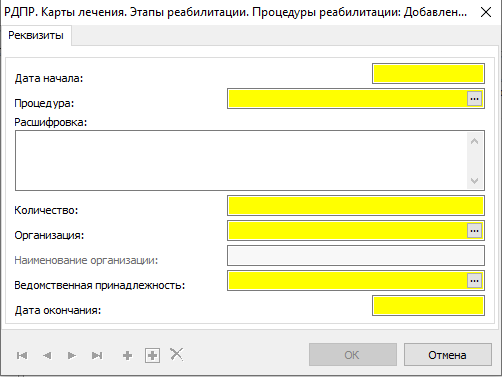 РДПР. Карты лечения. Этапы реабилитации. Процедуры реабилитации: Добавлен...
Реквизиты
Дата начала:
Процедура:
Расшифровка:
Количество:
Организация:
Наименование организации:
Ведомственная принадлежность:
Дата окончания:
ОК Отмена